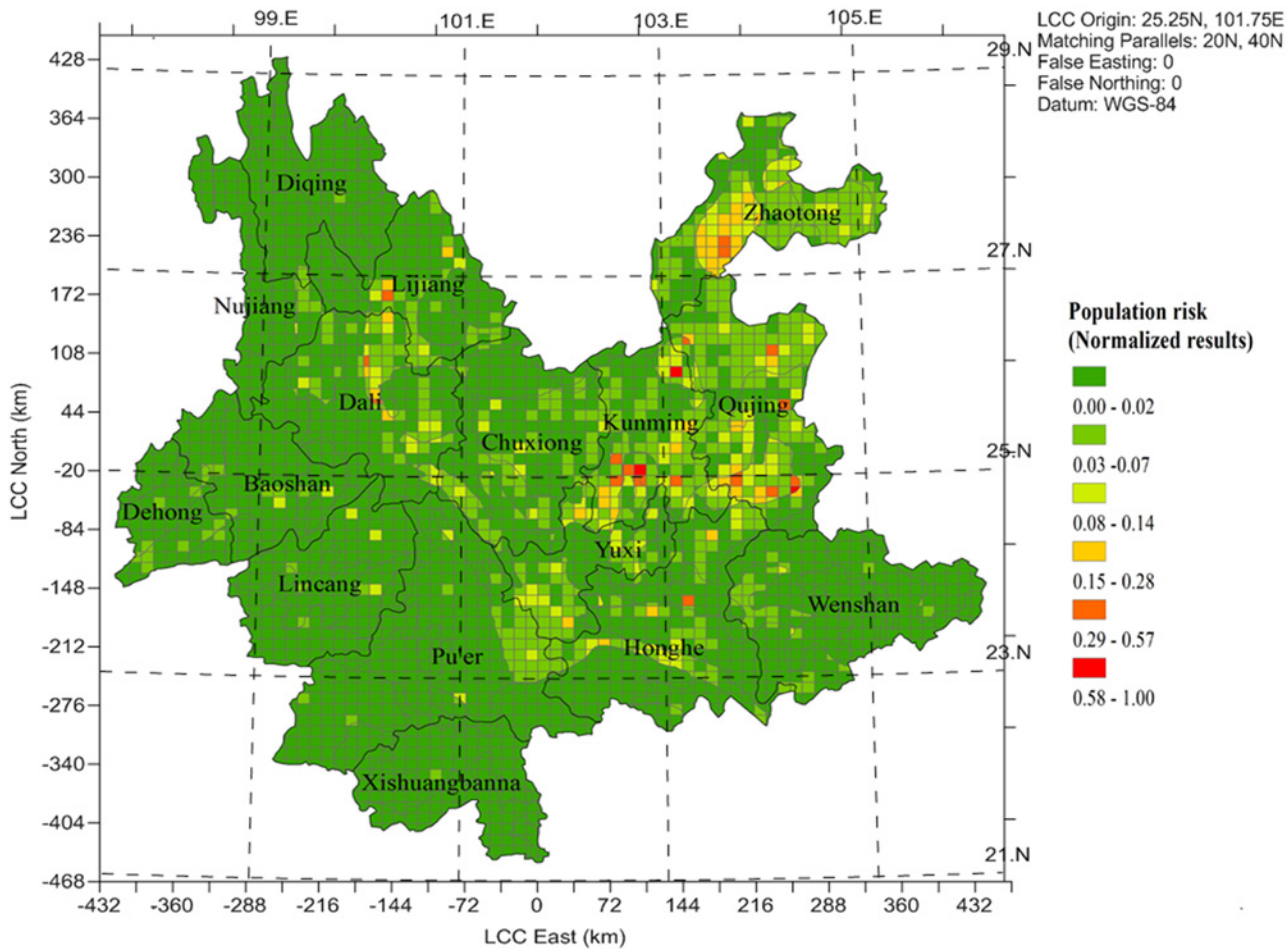 99.E 101.E 103.E 105.E
LCC Origin: 25.25N, 101.75E
Matching Parallels: 20N, 40N
False Easting: 0
False Northing: 0
Datum: WGS-84
29.N
27.N
25.N
23.N
21.N
428
364
300
236
172
108
44
-20
-84
-148
-212
-276
-340
-404
-468
LCC North (km)
Diqing
Zhaotong
Lijiang
Nujiang
Dali
Qujing
Kunming
Chuxiong
Baoshan
Dehong
Yuxi
Lincang
Wenshan
Honghe
Pu'er
Xishuangbanna
Population risk
(Normalized results)
0.00 - 0.02
0.03 -0.07
0.08 - 0.14
0.15 - 0.28
0.29 - 0.57
0.58 - 1.00
-432 -360 -288 -216 -144 -72 0 72 144 216 288 360 432
LCC East (km)